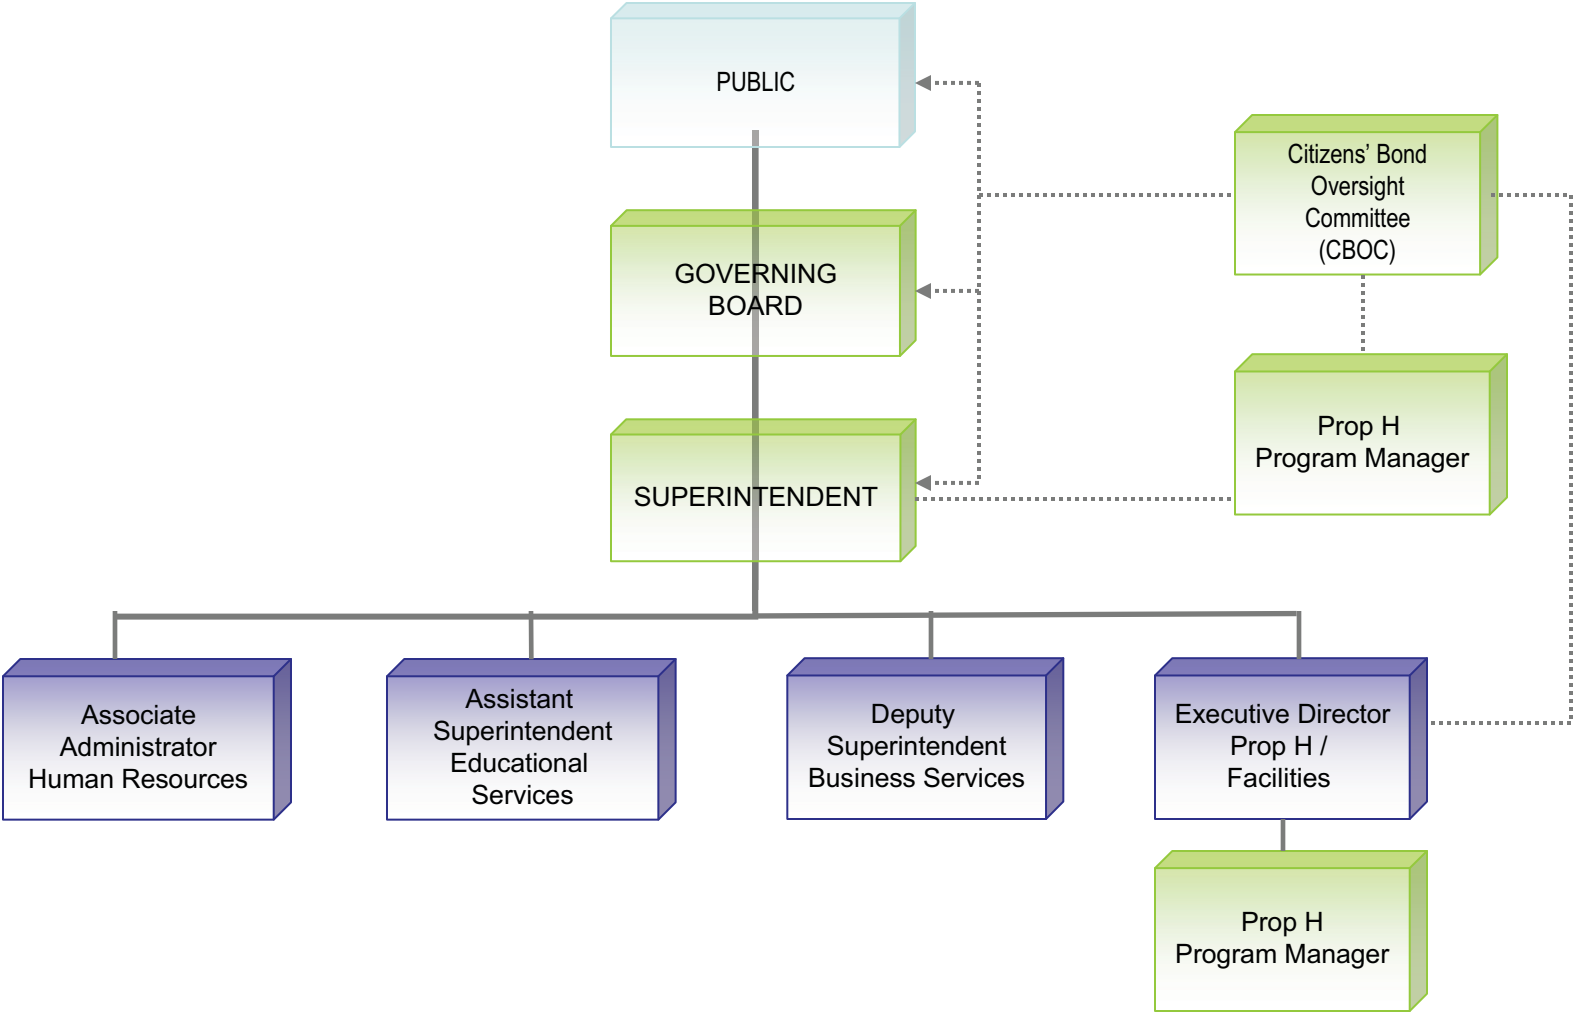 PUBLIC
Citizens’ Bond
Oversight
Committee
(CBOC)
GOVERNING
BOARD
Prop H
Program Manager
SUPERINTENDENT
Associate
Administrator
Human Resources
Assistant
Superintendent
Educational
Services
Deputy
Superintendent
Business Services
Executive Director
Prop H /
Facilities
Prop H
Program Manager